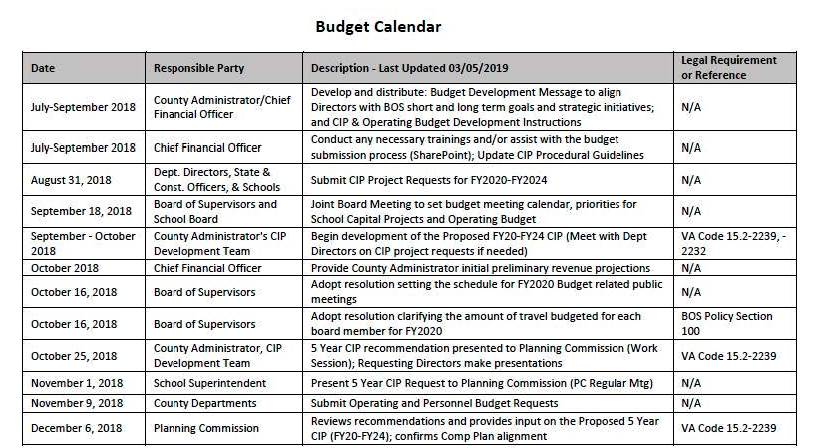 Budget Calendar
Date Responsible Party Description - Last Updated 03/05/2019 Legal Requirement
or Reference
July-September 2018 County Administrator/Chief
Financial Officer Develop and distribute: Budget Development Message to align
Directors with BOS short and long term goals and strategic initiatives;
and CIP & Operating Budget Development Instructions N/A
July-September 2018 Chief Financial Officer Conduct any necessary trainings and/or assist with the budget
submission process (SharePoint); Update CIP Procedural Guidelines N/A
August 31, 2018 Dept. Directors, State &
Const. Officers, & Schools Submit CIP Project Requests for FY2020-FY2024 N/A
September 18, 2018 Board of Supervisors and
School Board Joint Board Meeting to set budget meeting calendar, priorities for
School Capital Projects and Operating Budget N/A
September - October
2018 County Administrator's CIP
Development Team Begin development of the Proposed FY20-FY24 CIP (Meet with Dept
Directors on CIP project requests if needed) VA Code 15.2-2239, -
2232
October 2018 Chief Financial Officer Provide County Administrator initial preliminary revenue projections N/A
October 16, 2018 Board of Supervisors Adopt resolution setting the schedule for FY2020 Budget related public
meetings N/A
October 16, 2018 Board of Supervisors Adopt resolution clarifying the amount of travel budgeted for each
board member for FY2020 BOS Policy Section
100
October 25, 2018 County Administrator, CIP
Development Team 5 Year CIP recommendation presented to Planning Commission (Work
Session); Requesting Directors make presentations VA Code 15.2-2239
November 1, 2018 School Superintendent Present 5 Year CIP Request to Planning Commission (PC Regular Mtg) N/A
November 9, 2018 County Departments Submit Operating and Personnel Budget Requests N/A
December 6, 2018 Planning Commission Reviews recommendations and provides input on the Proposed 5 Year
CIP (FY20-FY24); confirms Comp Plan alignment VA Code 15.2-2239